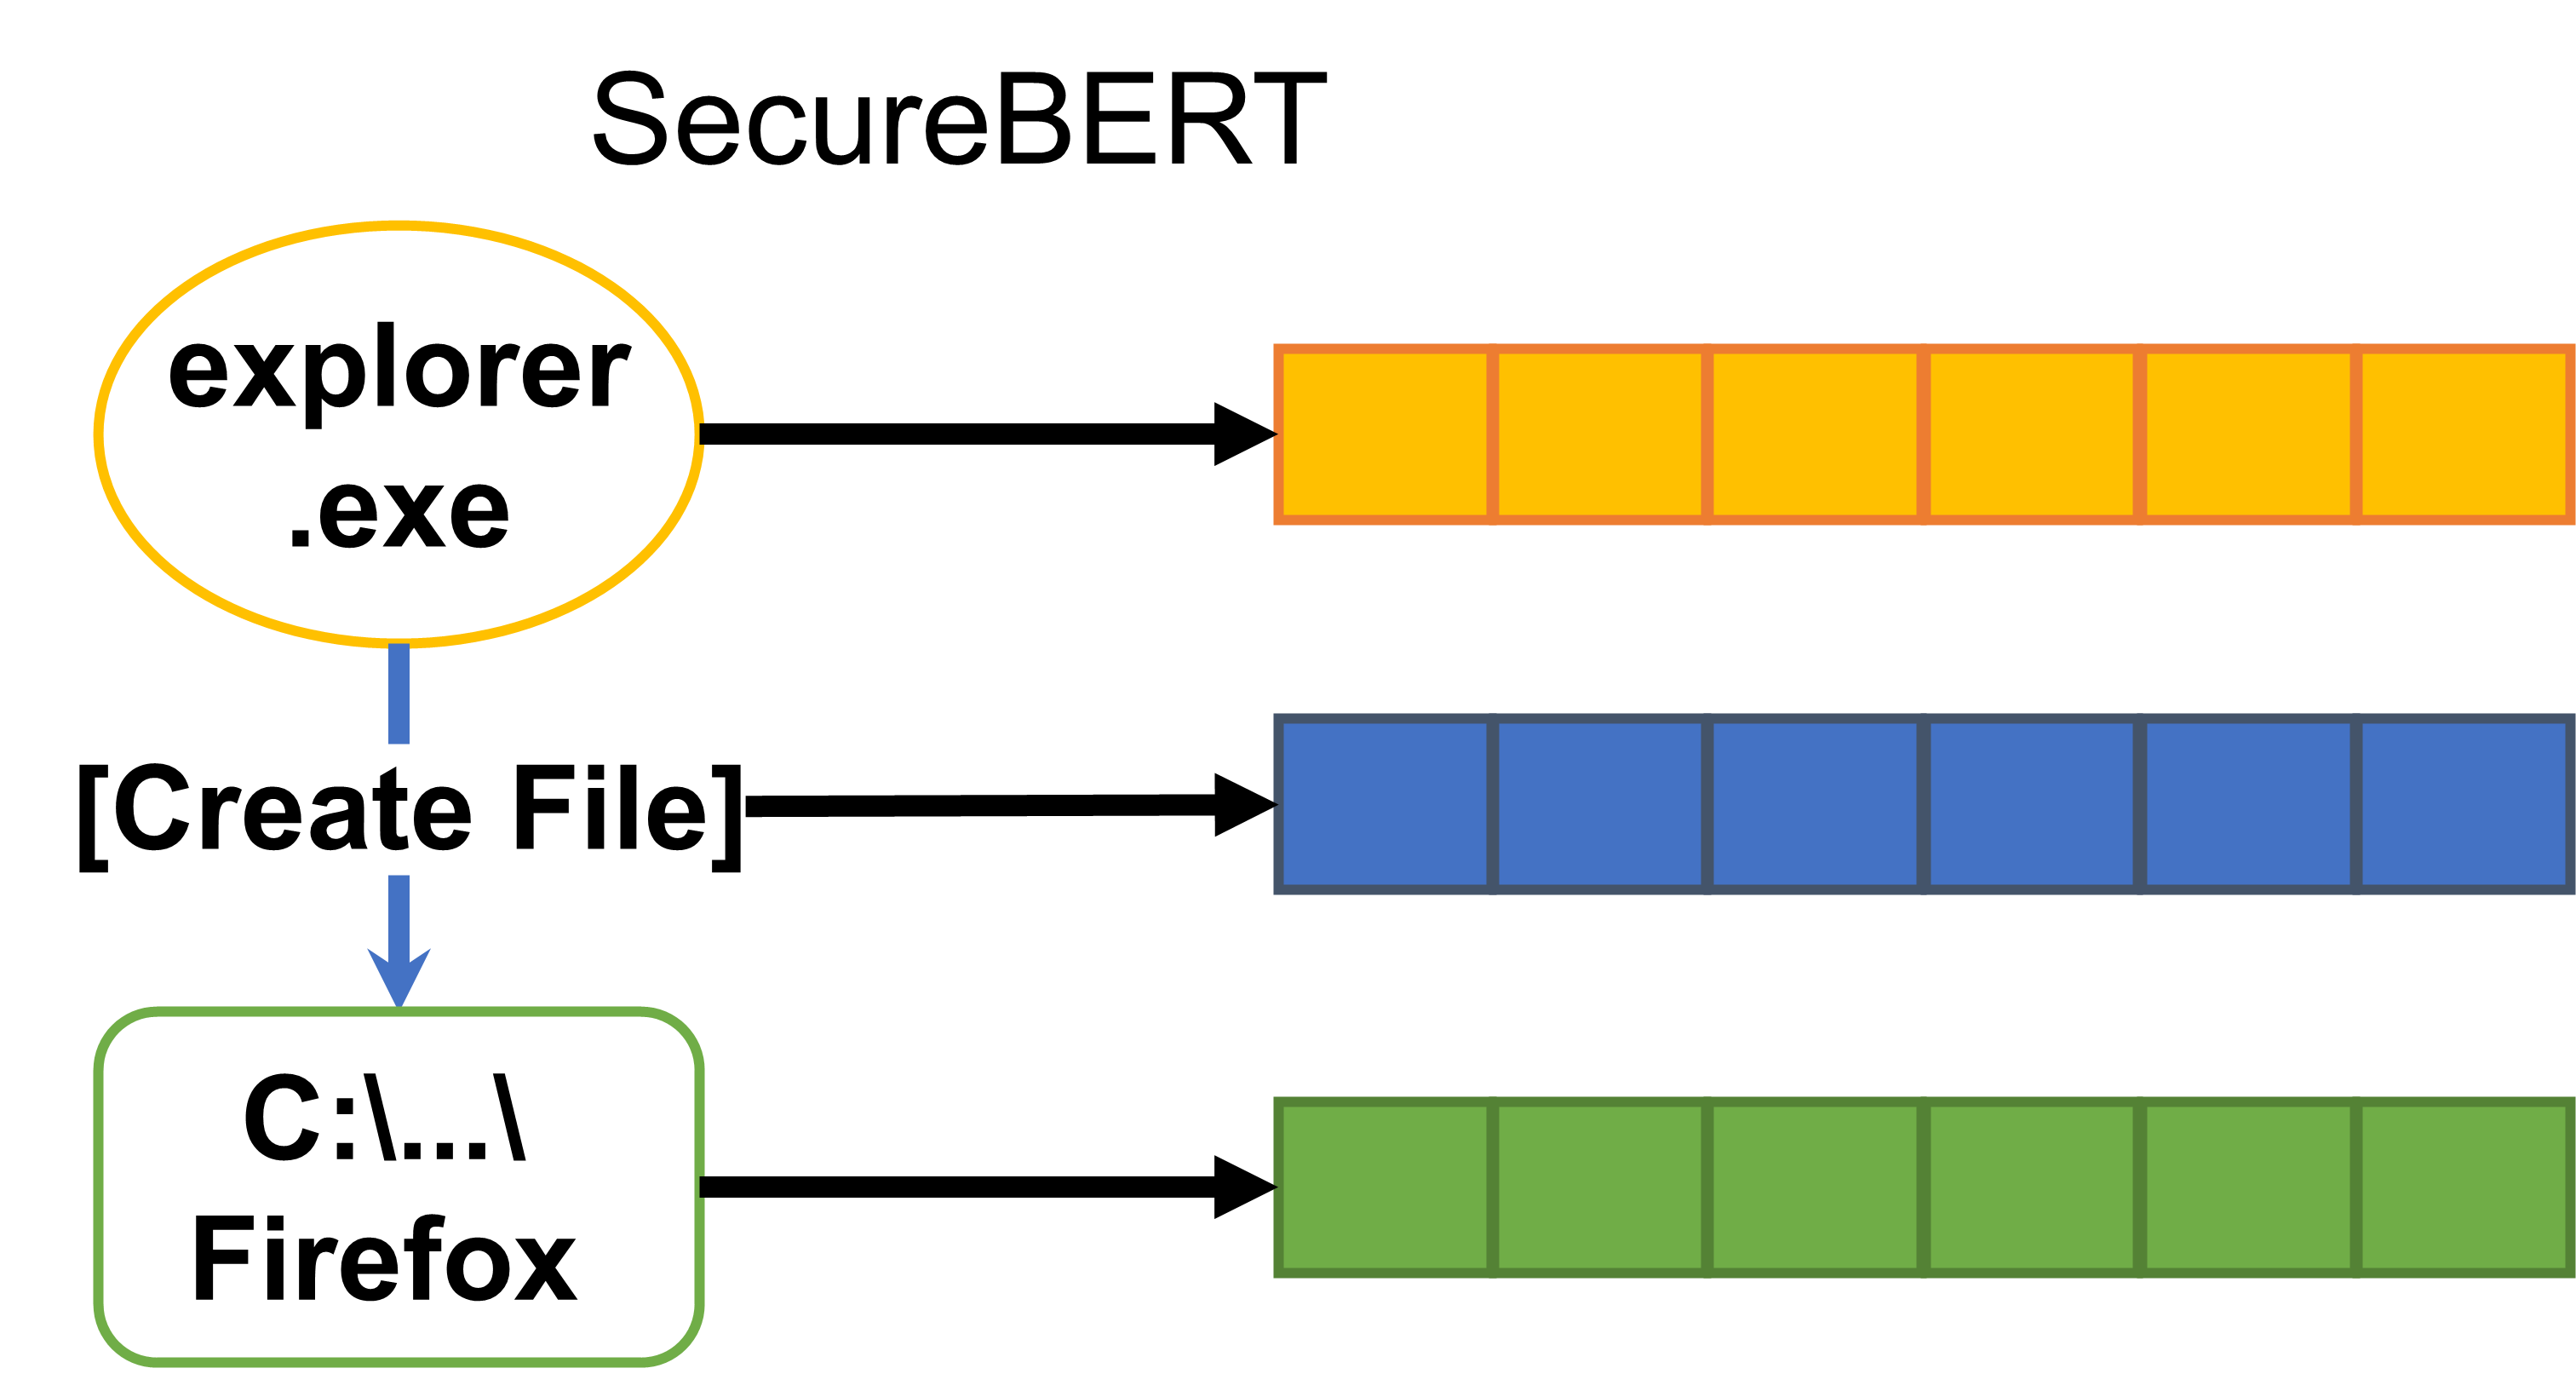 SecureBERT
explorer
.exe
[Create File]
C:\...\
Firefox